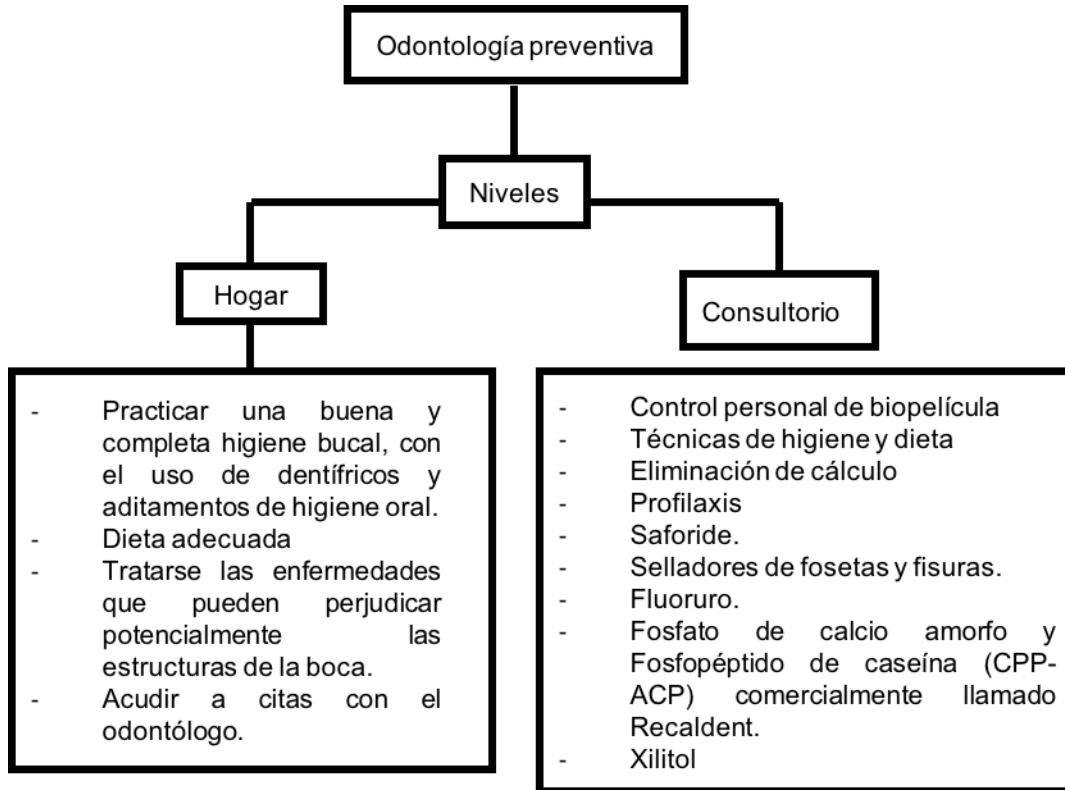 Odontología preventiva
Niveles
Hogar
Consultorio
- Practicar una buena y
completa higiene bucal, con
el uso de dentífricos y
aditamentos de higiene oral.
- Dieta adecuada
- Tratarse las enfermedades
que pueden perjudicar
potencialmente las
estructuras de la boca.
- Acudir a citas con el
odontólogo.
- Control personal de biopelícula
- Técnicas de higiene y dieta
- Eliminación de cálculo
- Profilaxis
- Saforide.
- Selladores de fosetas y fisuras.
- Fluoruro.
- Fosfato de calcio amorfo y
Fosfopéptido de caseína (CPP-
ACP) comercialmente llamado
Recaldent.
- Xilitol